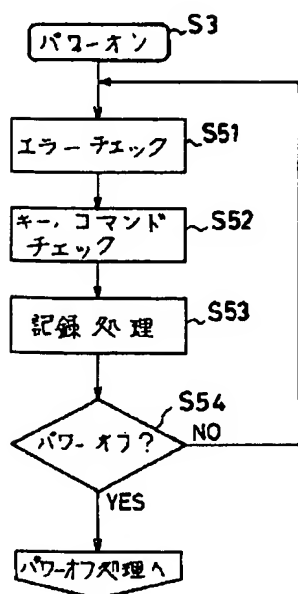 パワーオン
S3
エラーチェック
S51
キー,コマンド
チェック
S52
記録処理
S53
パワーオフ?
S54
NO
YES
パワーオフ処理へ